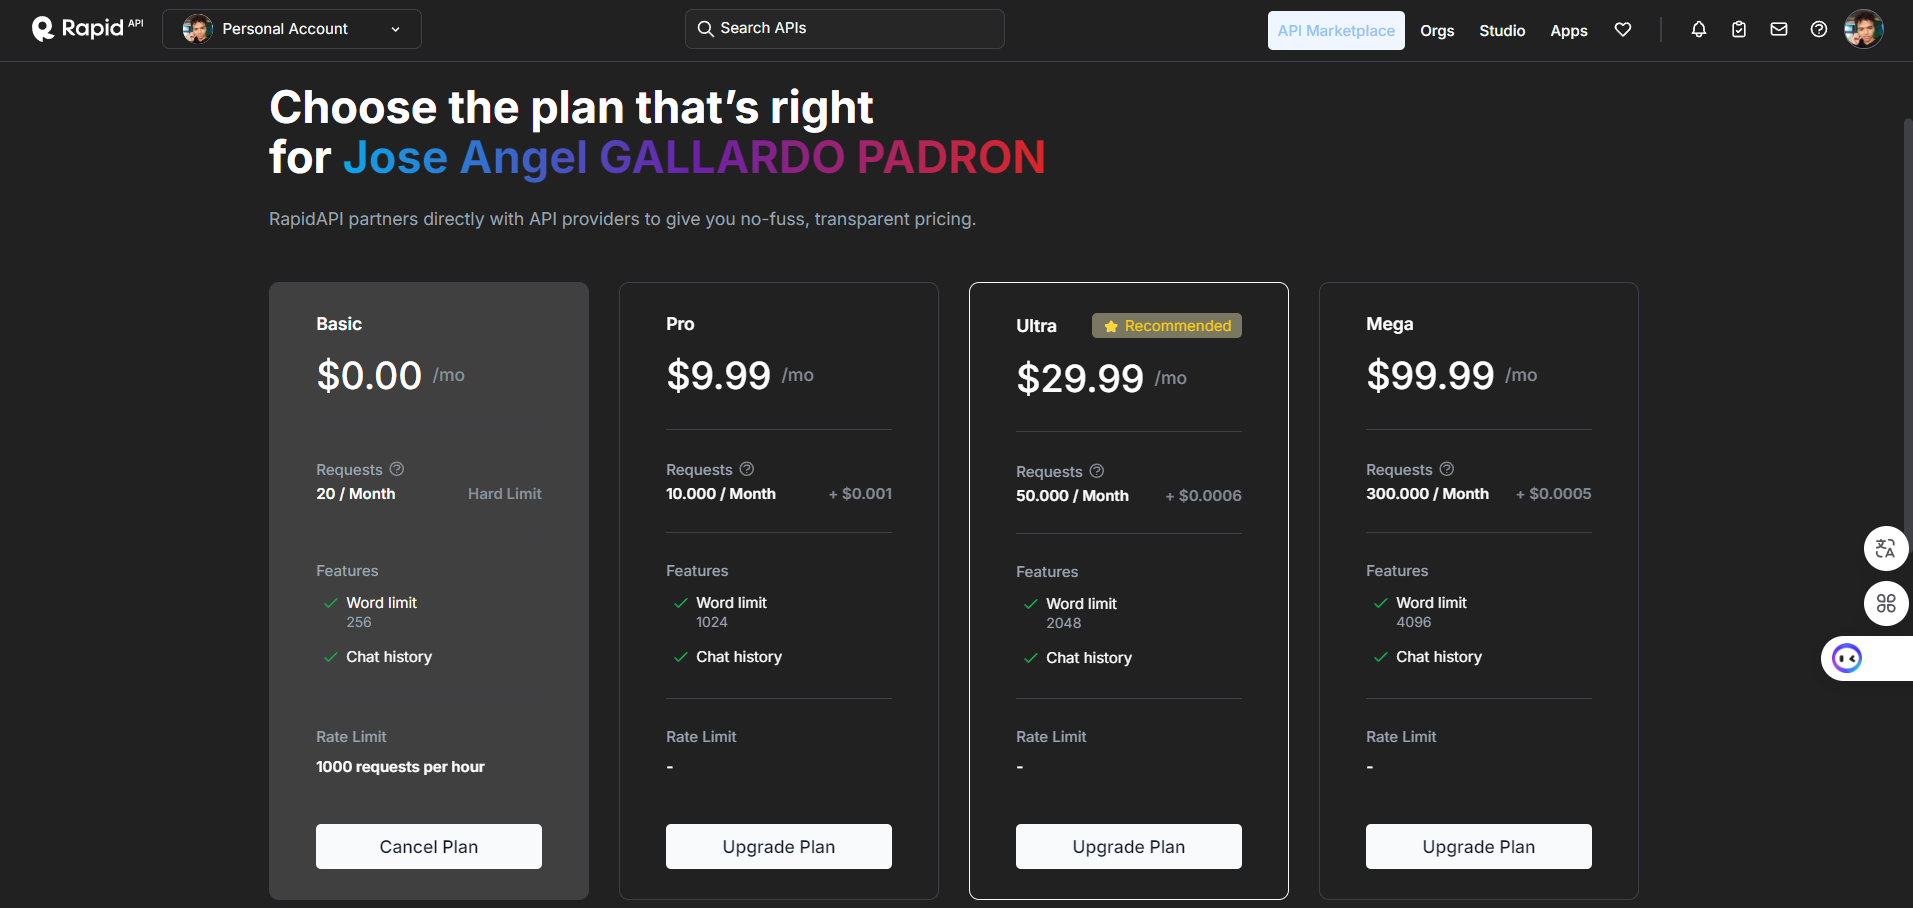 Rapid API
Personal Account
Search APIs
API Marketplace
Orgs
Studio
Apps
Choose the plan that's right
for Jose Angel GALLARDO PADRON
RapidAPI partners directly with API providers to give you no-fuss, transparent pricing.
Basic
$0.00 /mo
Requests
20 / Month Hard Limit
Features
Word limit
256
Chat history
Rate Limit
1000 requests per hour
Cancel Plan
Pro
$9.99 /mo
Requests
10.000 / Month + $0.001
Features
Word limit
1024
Chat history
Rate Limit
-
Upgrade Plan
Ultra Recommended
$29.99 /mo
Requests
50.000 / Month + $0.0006
Features
Word limit
2048
Chat history
Rate Limit
-
Upgrade Plan
Mega
$99.99 /mo
Requests
300.000 / Month + $0.0005
Features
Word limit
4096
Chat history
Rate Limit
-
Upgrade Plan